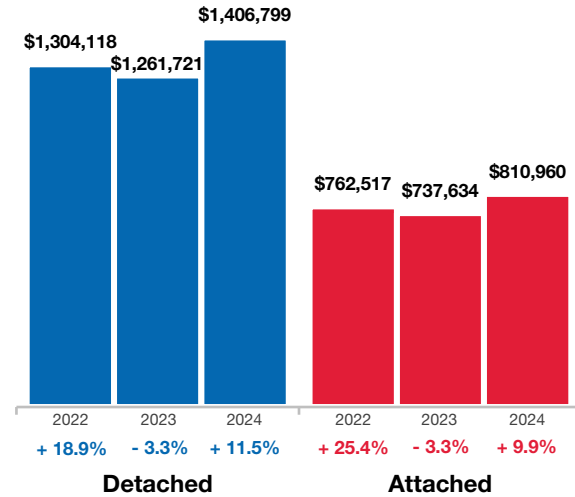 $1,406,799
$1,304,118
$1,261,721
$810,960
$762,517 $737,634
2022 2023 2024 2022 2023 2024
+ 18.9% - 3.3% + 11.5% + 25.4% - 3.3% + 9.9%
Detached Attached